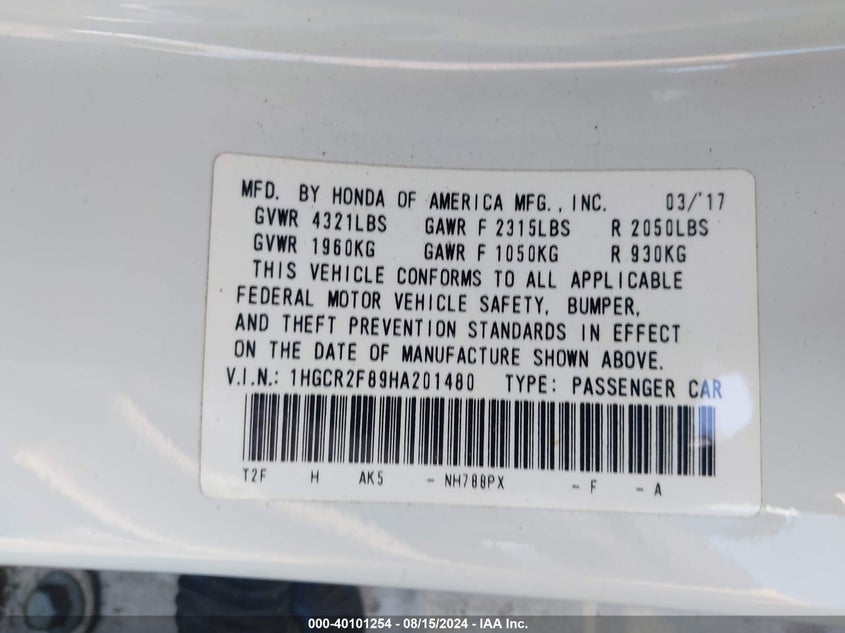 MFD. BY HONDA OF AMERICA MFG., INC. 03/'17
GVWR 4321LBS GAWR F 2315LBS R 2050LBS
GVWR 1960KG GAWR F 1050KG R 930KG
THIS VEHICLE CONFORMS TO ALL APPLICABLE
FEDERAL MOTOR VEHICLE SAFETY, BUMPER,
AND THEFT PREVENTION STANDARDS IN EFFECT
ON THE DATE OF MANUFACTURE SHOWN ABOVE.
V.I.N.: 1HGCR2F89HA201480 TYPE: PASSENGER CAR
T2F H AK5 - NH788PX - F - A
000-40101254 - 08/15/2024 - IAA Inc.